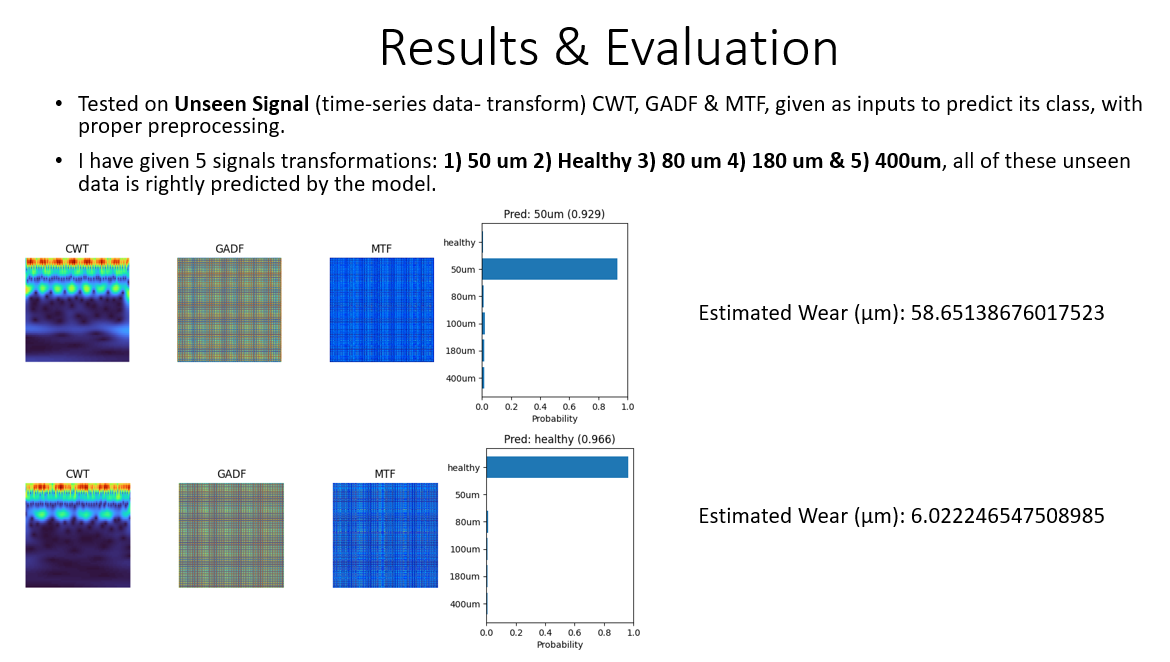 Results & Evaluation
• Tested on Unseen Signal (time-series data- transform) CWT, GADF & MTF, given as inputs to predict its class, with
proper preprocessing.
• I have given 5 signals transformations: 1) 50 um 2) Healthy 3) 80 um 4) 180 um & 5) 400um, all of these unseen
data is rightly predicted by the model.
CWT
GADF
MTF
Pred: 50um (0.929)
healthy
50um
80um
100um
180um
400um
0.0 0.2 0.4 0.6 0.8 1.0
Probability
Estimated Wear (µm): 58.65138676017523
CWT
GADF
MTF
Pred: healthy (0.966)
healthy
50um
80um
100um
180um
400um
0.0 0.2 0.4 0.6 0.8 1.0
Probability
Estimated Wear (µm): 6.022246547508985